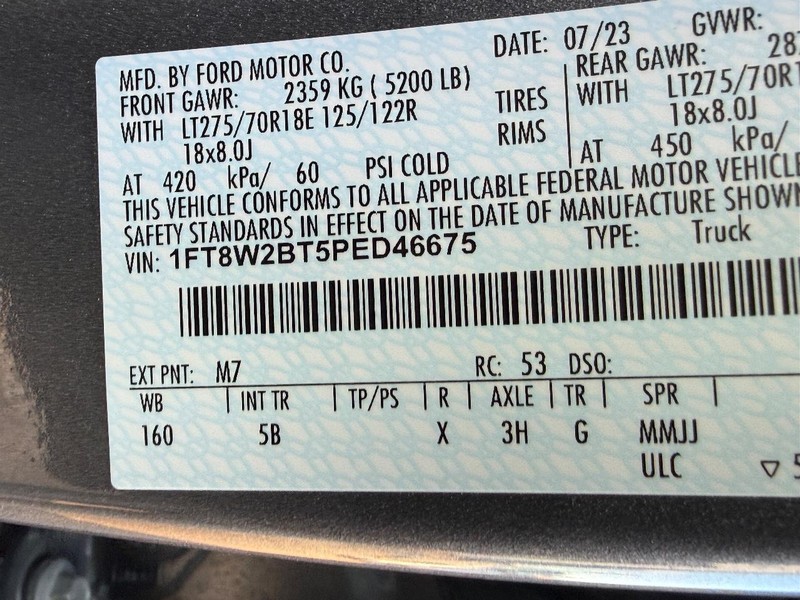 MFD. BY FORD MOTOR CO.
DATE: 07/23
GVWR:
FRONT GAWR: 2359 KG ( 5200 LB)
REAR GAWR:
WITH LT275/70R18E 125/122R
TIRES
WITH
18x8.0J
RIMS
18x8.0J
AT 420 kPa/ 60 PSI COLD
AT 450 kPa/
THIS VEHICLE CONFORMS TO ALL APPLICABLE FEDERAL MOTOR VEHICLE
SAFETY STANDARDS IN EFFECT ON THE DATE OF MANUFACTURE SHOWN
VIN: 1FT8W2BT5PED46675
TYPE: Truck
EXT PNT: M7
RC: 53 DSO:
WB | INT TR | TP/PS | R | AXLE | TR | SPR |
160 5B X 3H G MMJJ
ULC